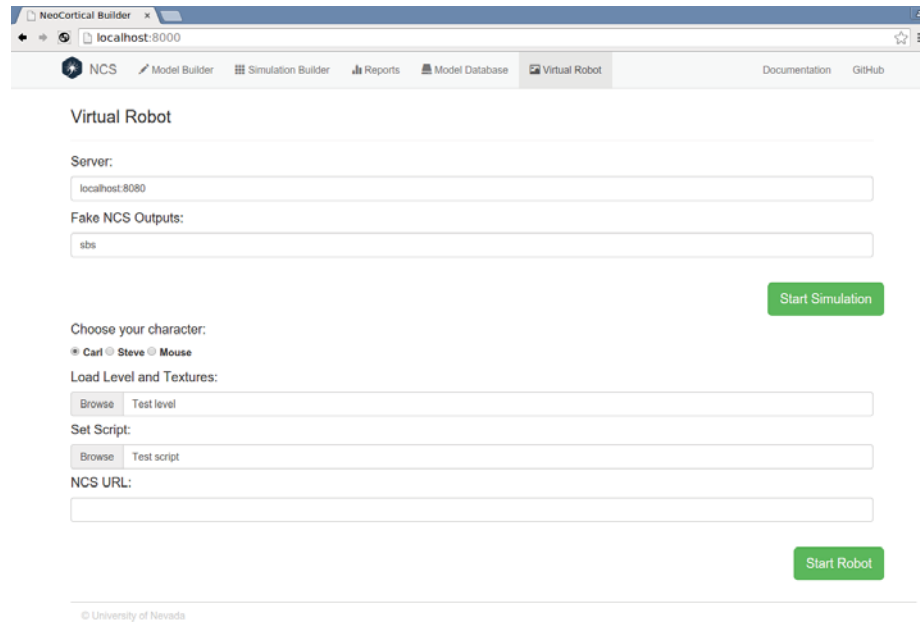 NeoCortical Builder x
localhost:8000
NCS Model Builder Simulation Builder Reports Model Database Virtual Robot Documentation GitHub
Virtual Robot
Server:
localhost:8080
Fake NCS Outputs:
sbs
Start Simulation
Choose your character:
Carl Steve Mouse
Load Level and Textures:
Browse Test level
Set Script:
Browse Test script
NCS URL:
Start Robot
© University of Nevada